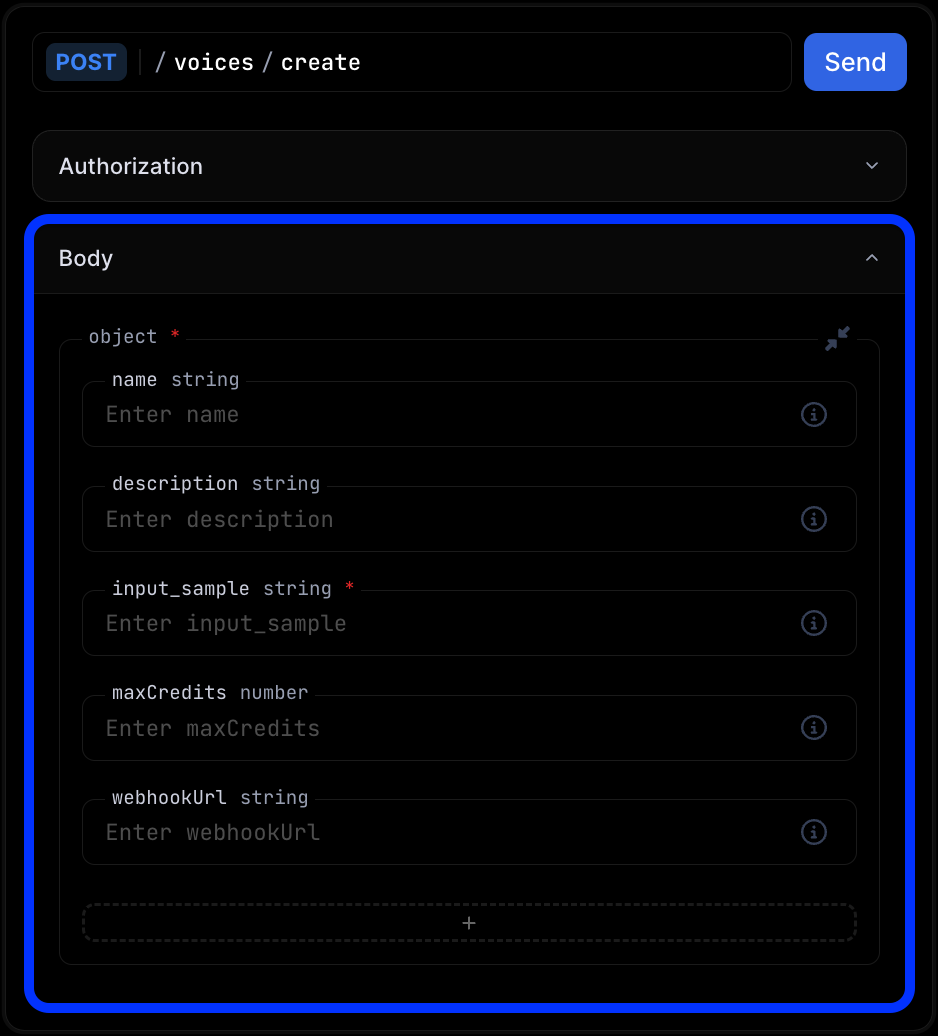 POST / voices / create Send
Authorization
Body
object *
name string
Enter name
description string
Enter description
input_sample string *
Enter input_sample
maxCredits number
Enter maxCredits
webhookUrl string
Enter webhookUrl
+